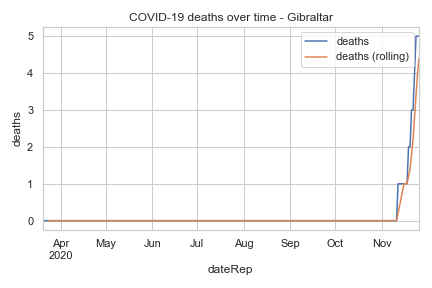 COVID-19 deaths over time - Gibraltar
deaths
deaths (rolling)
deaths
5
4
3
2
1
0
Apr May Jun Jul Aug Sep Oct Nov
2020
dateRep